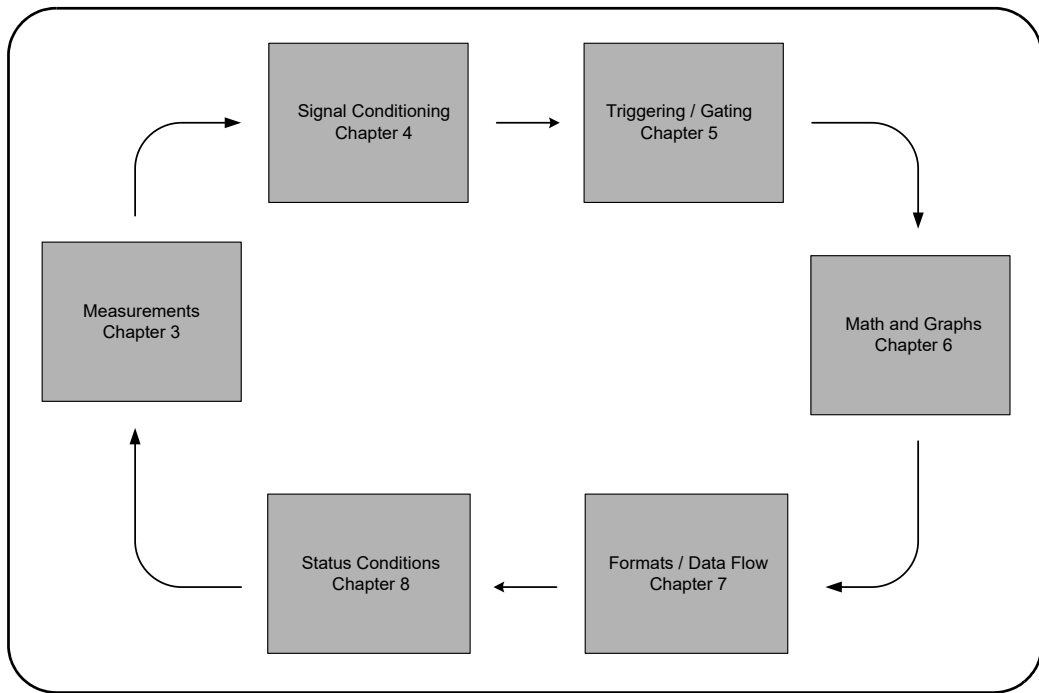 Signal Conditioning
Chapter 4
Triggering / Gating
Chapter 5
Measurements
Chapter 3
Math and Graphs
Chapter 6
Status Conditions
Chapter 8
Formats / Data Flow
Chapter 7